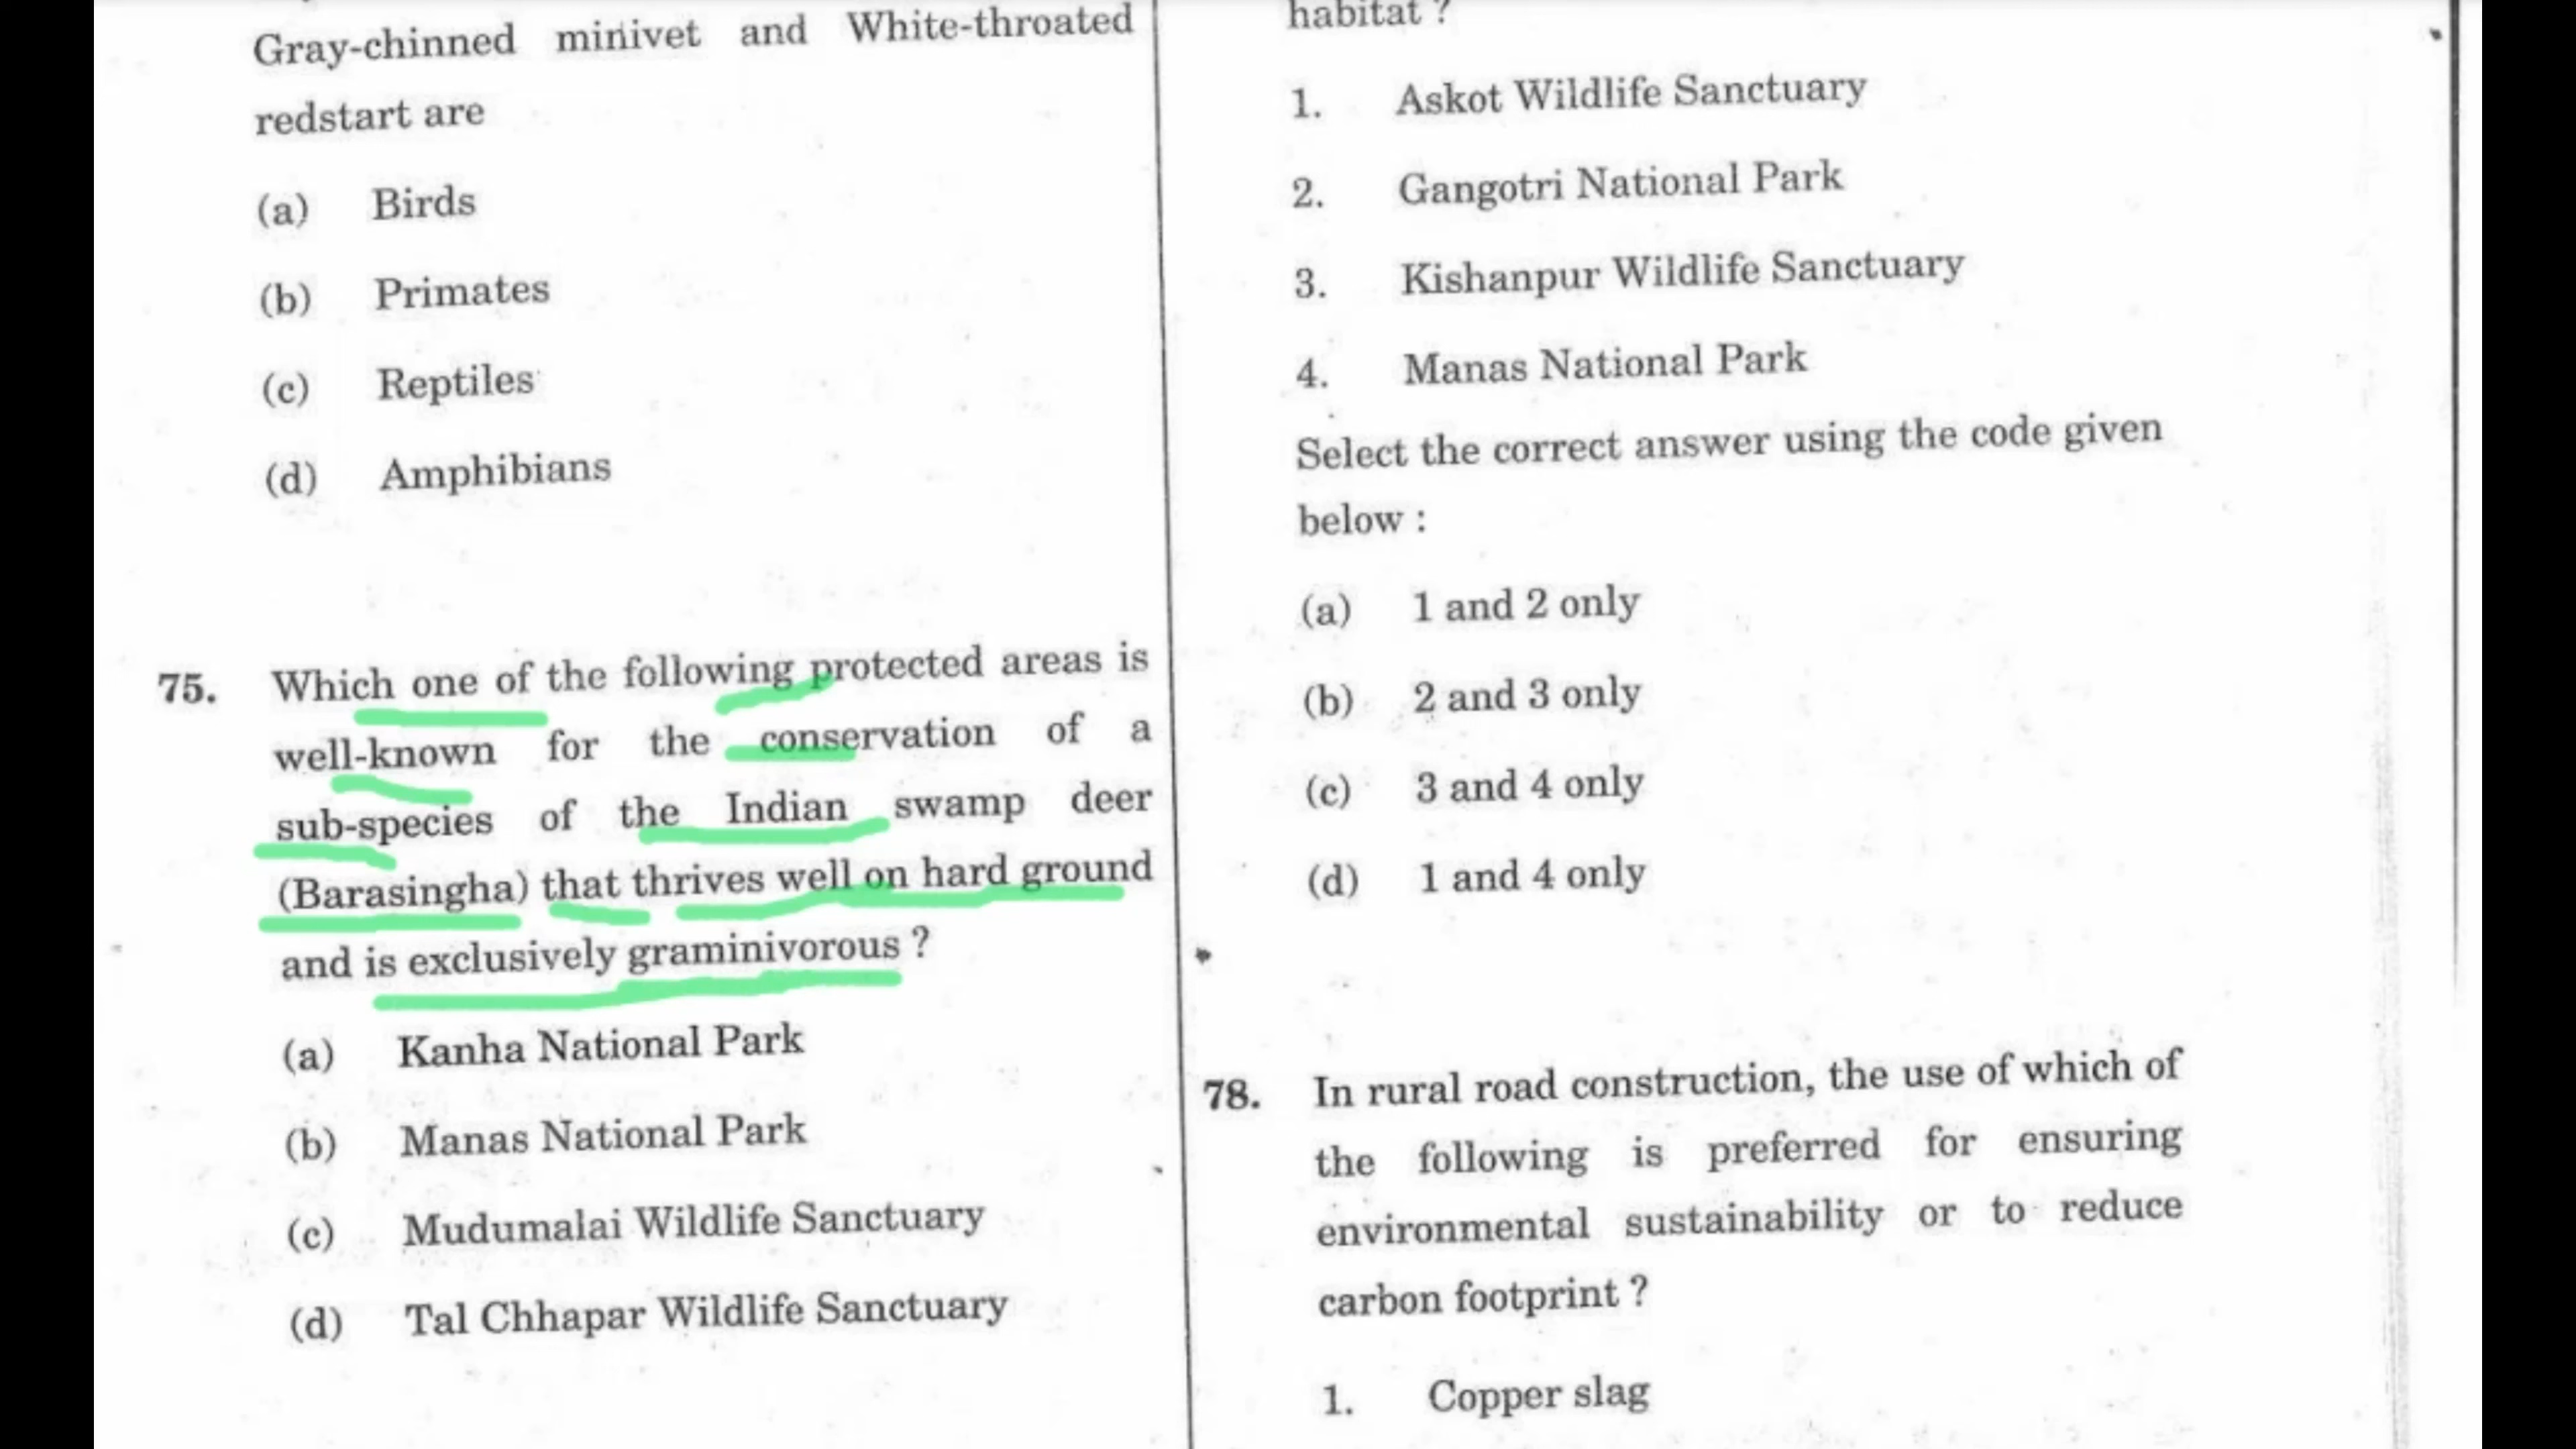 Gray-chinned minivet and White-throated
redstart are
(a) Birds
(b) Primates
(c) Reptiles
(d) Amphibians
75. Which one of the following protected areas is
well-known for the conservation of a
sub-species of the Indian swamp deer
(Barasingha) that thrives well on hard ground
and is exclusively graminivorous ?
(a) Kanha National Park
(b) Manas National Park
(c) Mudumalai Wildlife Sanctuary
(d) Tal Chhapar Wildlife Sanctuary
habitat ?
1. Askot Wildlife Sanctuary
2. Gangotri National Park
3. Kishanpur Wildlife Sanctuary
4. Manas National Park
Select the correct answer using the code given
below :
(a) 1 and 2 only
(b) 2 and 3 only
(c) 3 and 4 only
(d) 1 and 4 only
78. In rural road construction, the use of which of
the following is preferred for ensuring
environmental sustainability or to reduce
carbon footprint ?
1. Copper slag